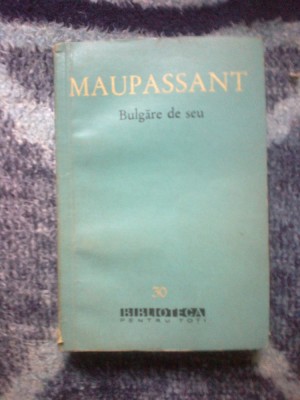 MAUPASSANT
Bulgăre de seu
30
BIBLIOTECA
PENTRU TOȚI